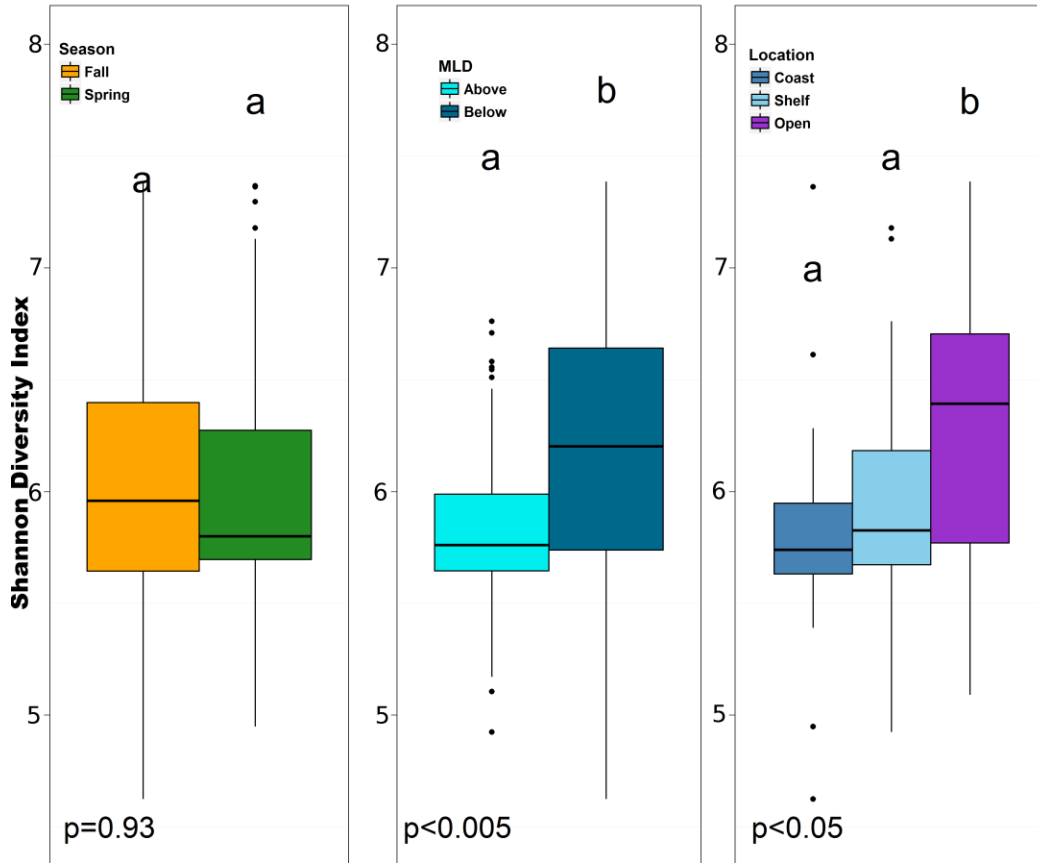 Shannon Diversity Index
8
7
6
5
Season
Fall
Spring
a
a
p=0.93
8
7
6
5
MLD
Above
Below
a
b
p<0.005
8
7
6
5
Location
Coast
Shelf
Open
a
a
b
p<0.05